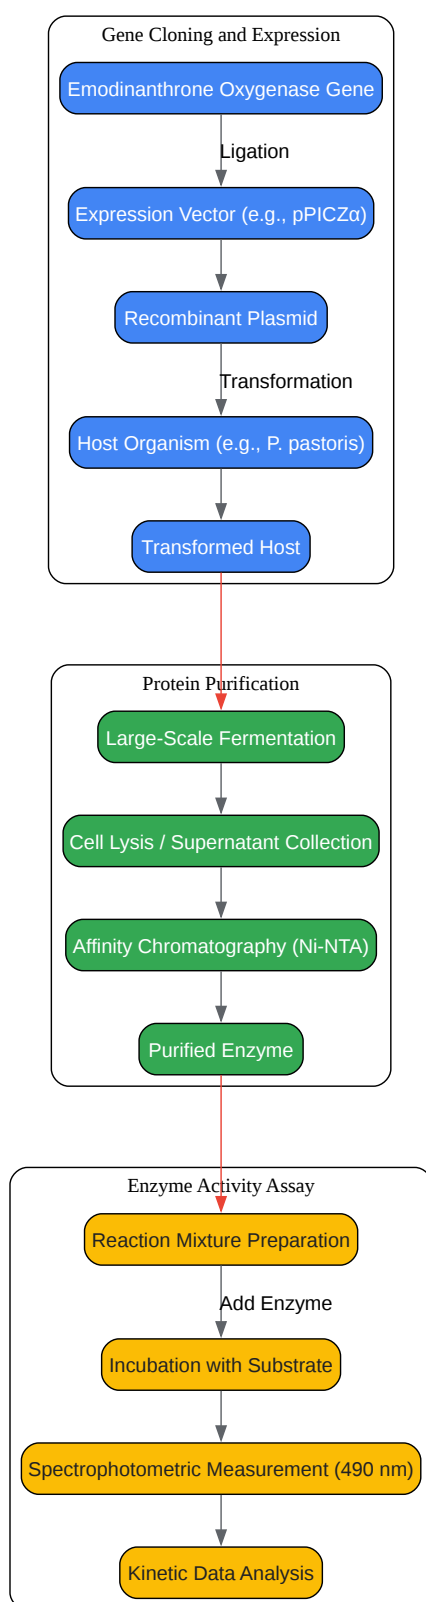 Gene Cloning and Expression
Emodinanthrone Oxygenase Gene
Ligation
Expression Vector (e.g., pPICZα)
Recombinant Plasmid
Transformation
Host Organism (e.g., P. pastoris)
Transformed Host
Protein Purification
Large-Scale Fermentation
Cell Lysis / Supernatant Collection
Affinity Chromatography (Ni-NTA)
Purified Enzyme
Enzyme Activity Assay
Reaction Mixture Preparation
Add Enzyme
Incubation with Substrate
Spectrophotometric Measurement (490 nm)
Kinetic Data Analysis